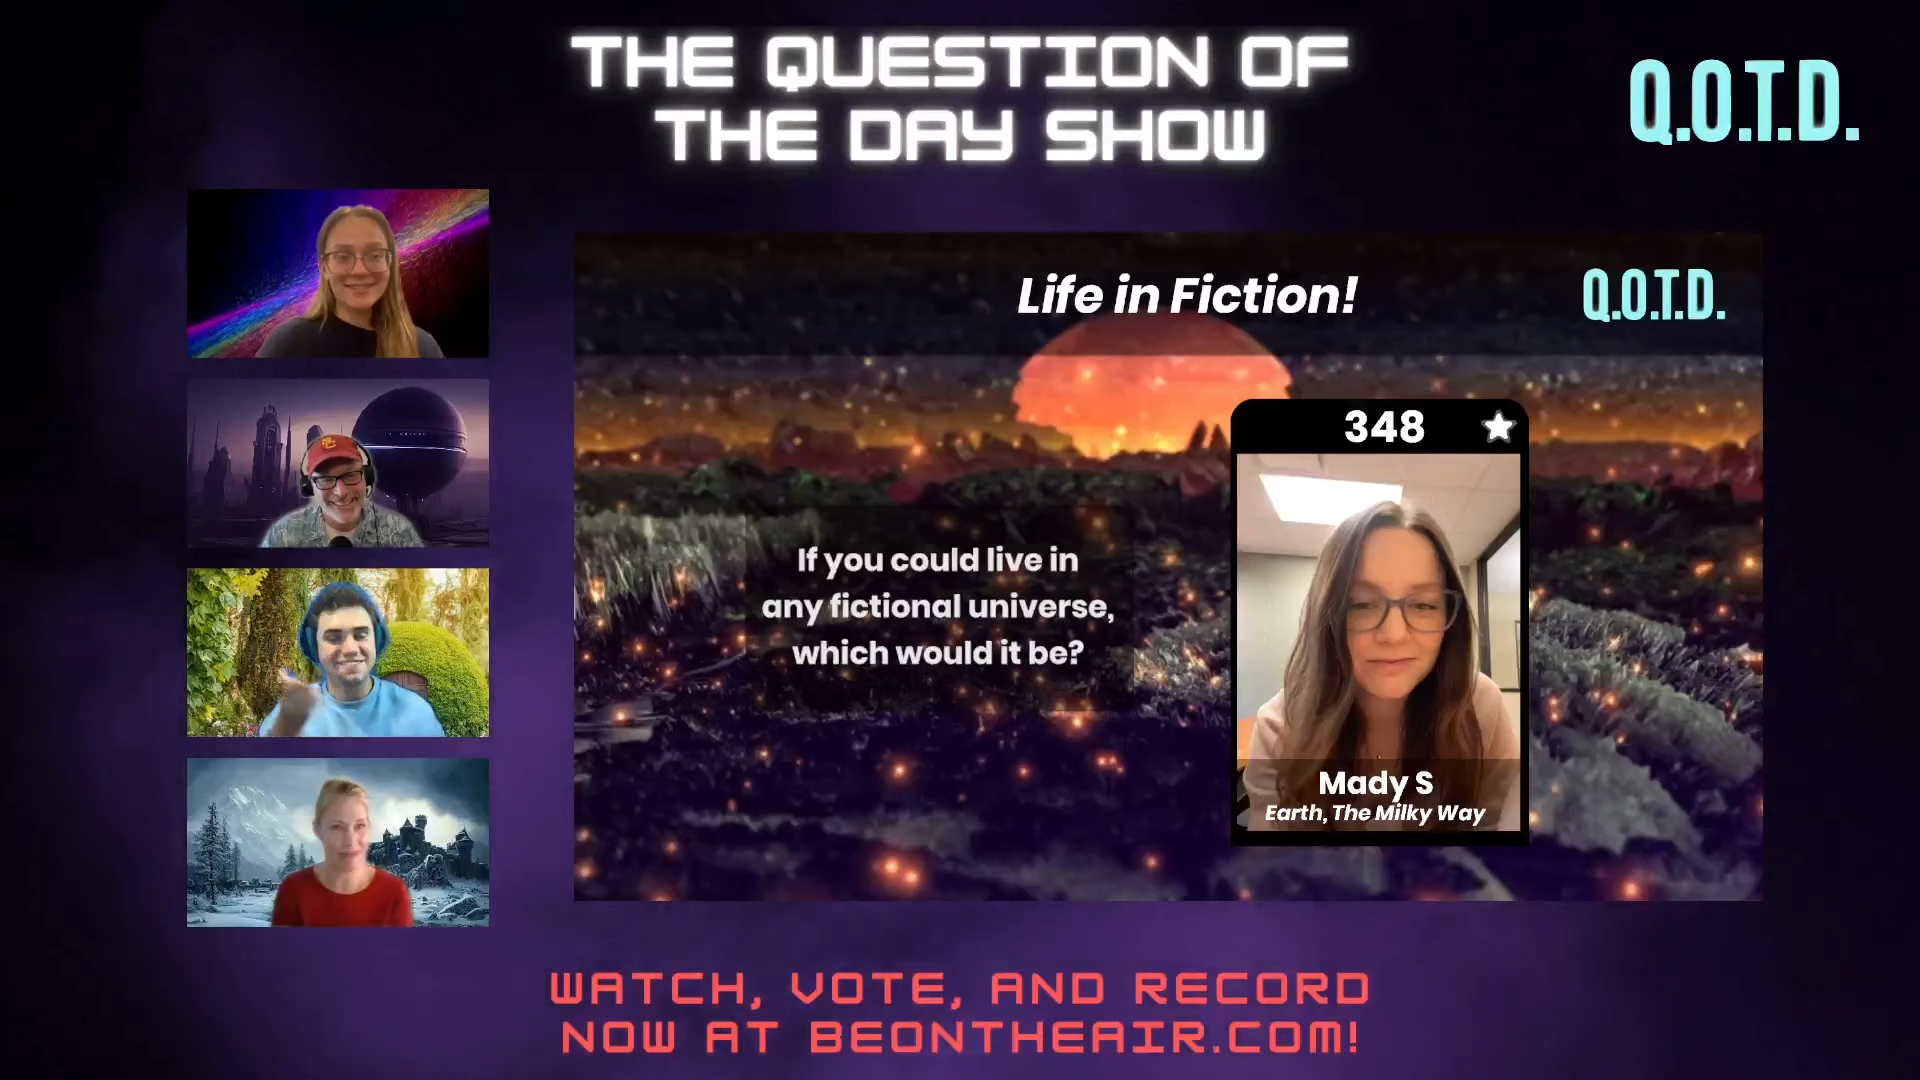 THE QUESTION OF
THE DAY SHOW
Q.O.T.D.
Life in Fiction!
Q.O.T.D.
348
If you could live in
any fictional universe,
which would it be?
Mady S
Earth, The Milky Way
WATCH, VOTE, AND RECORD
NOW AT BEONTHEAIR.COM!